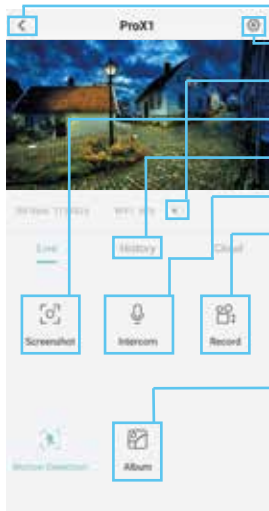 ProX1
Live History Cloud
Screenshot Intercom Record
Motion Detection Album